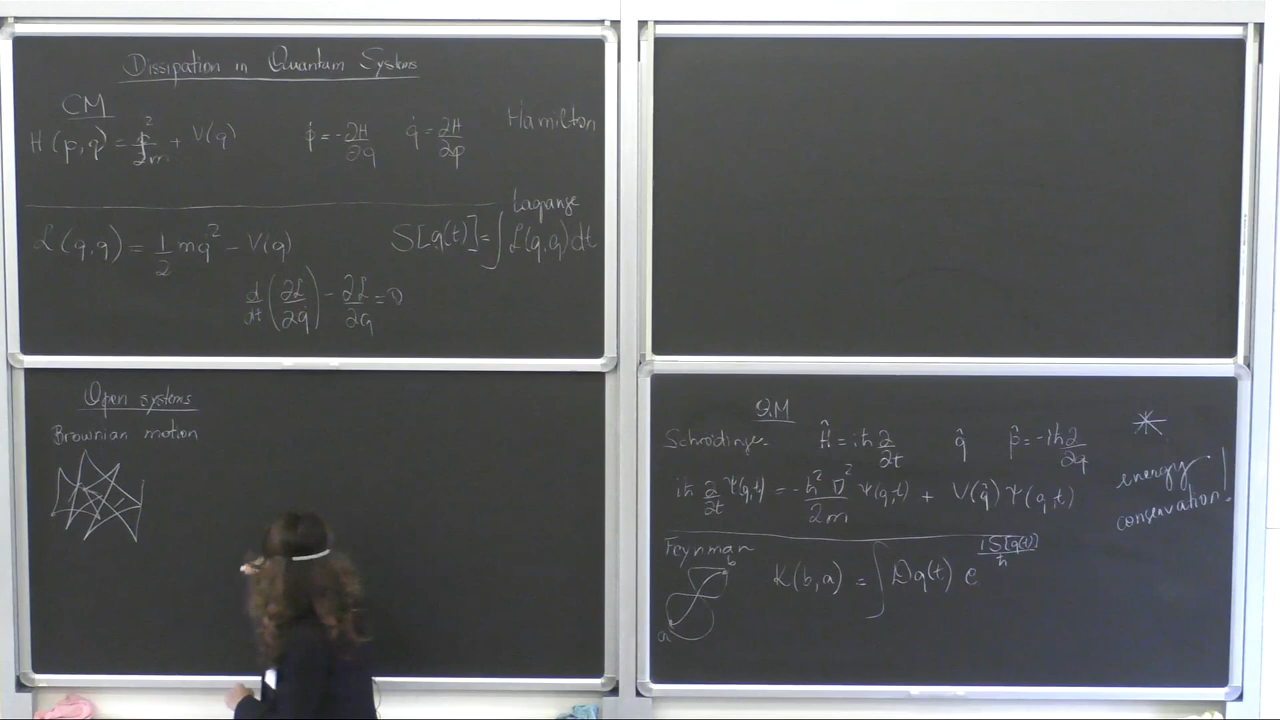 Dissipation in Quantum Systems
CM
H(p,q) = p²/2m + V(q)    ṗ = -∂H/∂q    q̇ = ∂H/∂p    Hamilton
Lagrange
ℒ(q,q̇) = 1/2 mq̇² - V(q)    S[q(t)] = ∫ ℒ(q,q̇) dt
d/dt (∂ℒ/∂q̇) - ∂ℒ/∂q = 0
Open systems
Brownian motion
QM
Schrödinger    Ĥ = iℏ ∂/∂t    q̂    p̂ = -iℏ ∂/∂q
iℏ ∂/∂t Ψ(q,t) = -ℏ²∇²/2m Ψ(q,t) + V(q̂) Ψ(q,t)
energy
conservation!
Feynman
b
a
K(b,a) = ∫ Dq(t) e^{iS[q(t)]/ℏ}